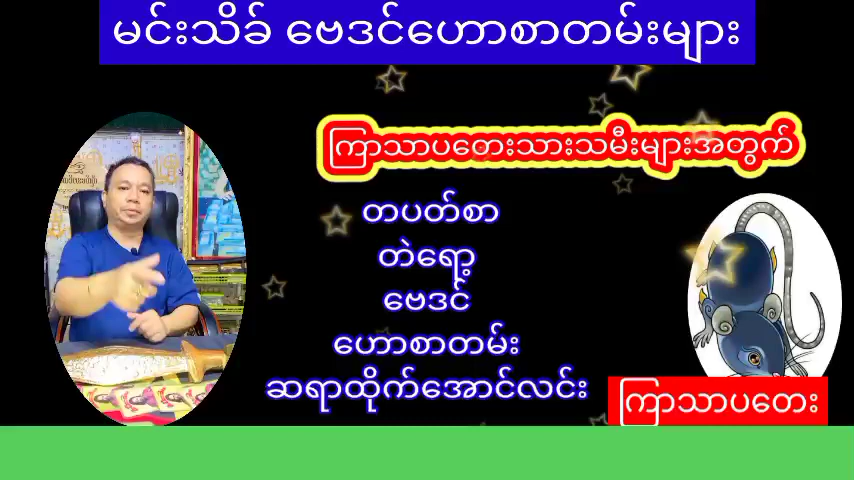 မင်းသိခ် ဗေဒင်ဟောစာတမ်းများ
ကြာသာပတေးသားသမီးများအတွက်
တပတ်စာ
တဲရော့
ဗေဒင်
ဟောစာတမ်း
ဆရာထိုက်အောင်လင်း
ကြာသာပတေး